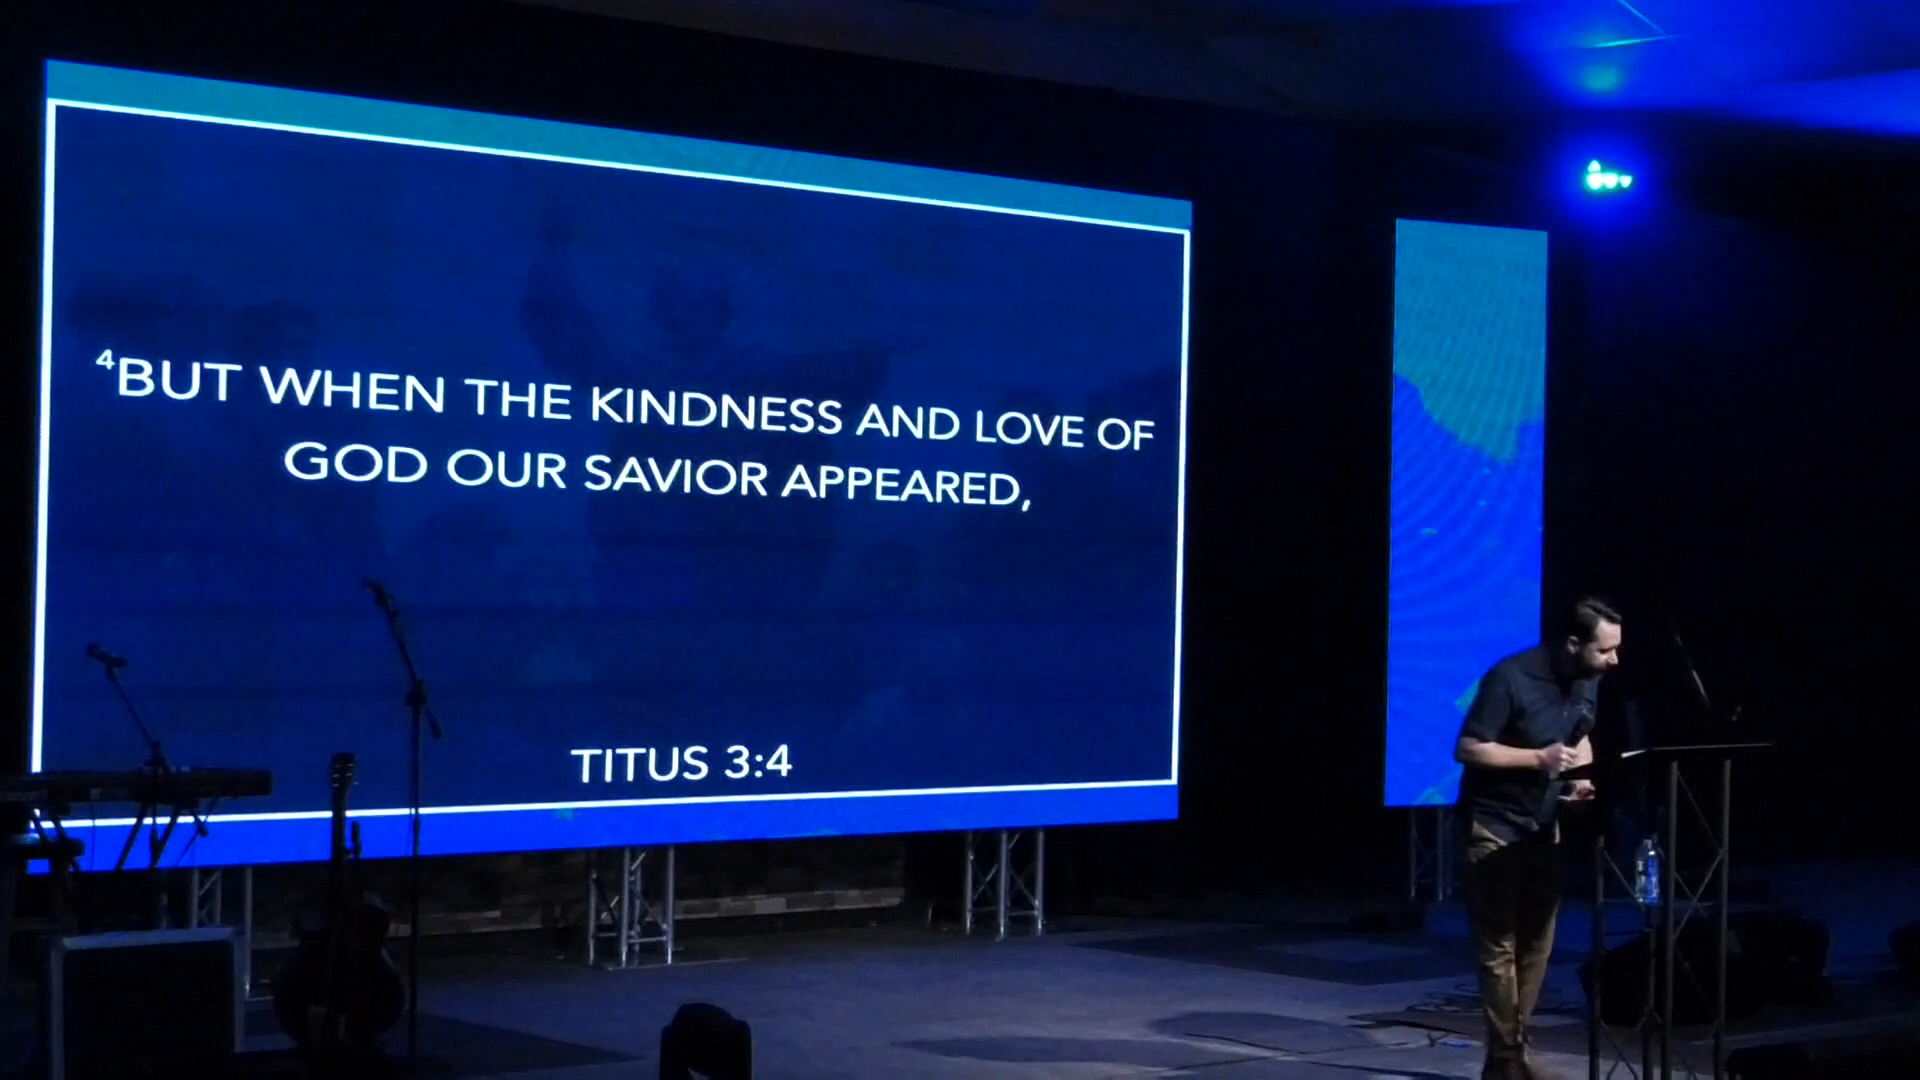 ⁴BUT WHEN THE KINDNESS AND LOVE OF
GOD OUR SAVIOR APPEARED,
TITUS 3:4